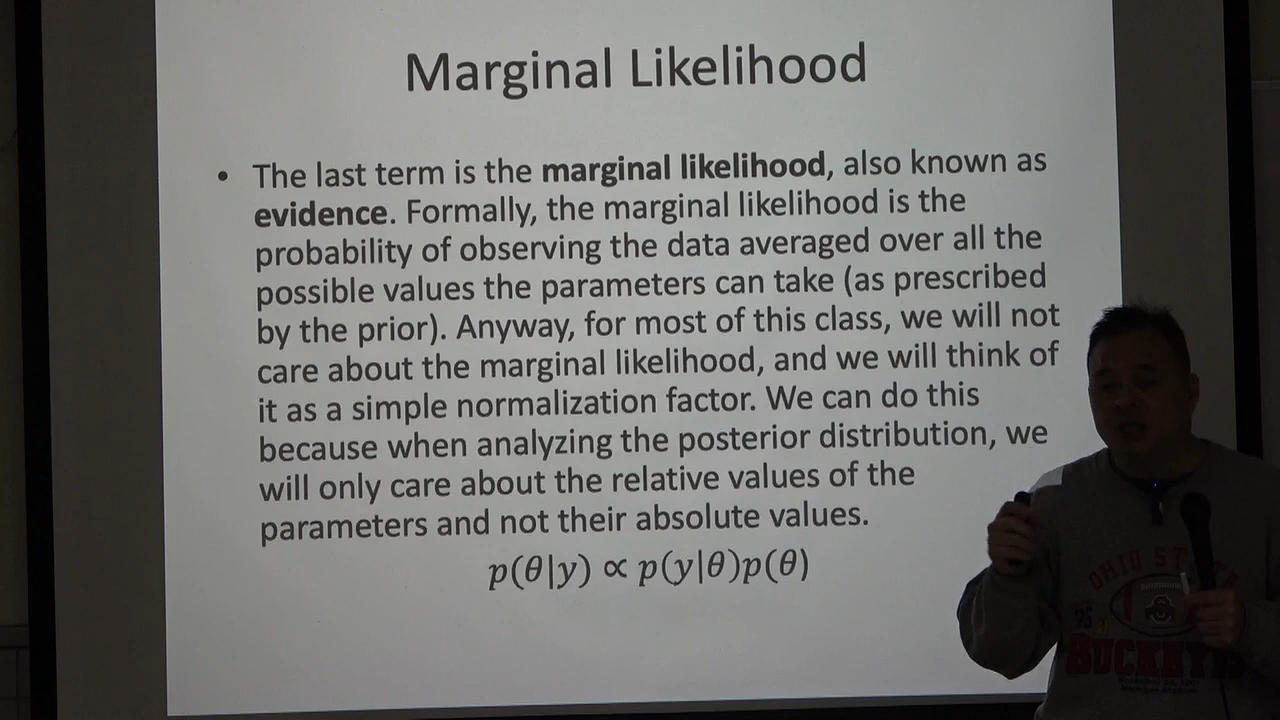 Marginal Likelihood
• The last term is the marginal likelihood, also known as
evidence. Formally, the marginal likelihood is the
probability of observing the data averaged over all the
possible values the parameters can take (as prescribed
by the prior). Anyway, for most of this class, we will not
care about the marginal likelihood, and we will think of
it as a simple normalization factor. We can do this
because when analyzing the posterior distribution, we
will only care about the relative values of the
parameters and not their absolute values.
p(θ|y) ∝ p(y|θ)p(θ)
OHIO ST
Michigan Stadium